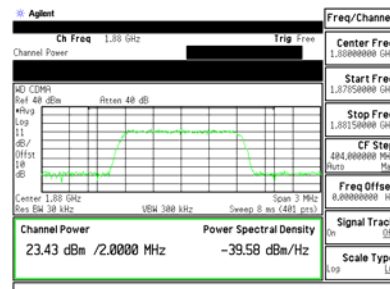 Agilent
Freq/Channel
Ch Freq 1.88 GHz Trig Free
Channel Power
Center Freq
1.88000000 GHz
Start Freq
1.87850000 GHz
Stop Freq
1.88150000 GHz
CF Step
404.000000 MHz
Auto Man
Freq Offset
0.00000000 Hz
Signal Track
On Off
Scale Type
Log Lin
WD CDMA
Ref 40 dBm Atten 40 dB
#Avg
Log
11
dB/
Offst
10
dB
Center 1.88 GHz Span 3 MHz
Res BW 30 kHz VBW 300 kHz Sweep 8 ms (401 pts)
Channel Power Power Spectral Density
23.43 dBm /2.0000 MHz -39.58 dBm/Hz